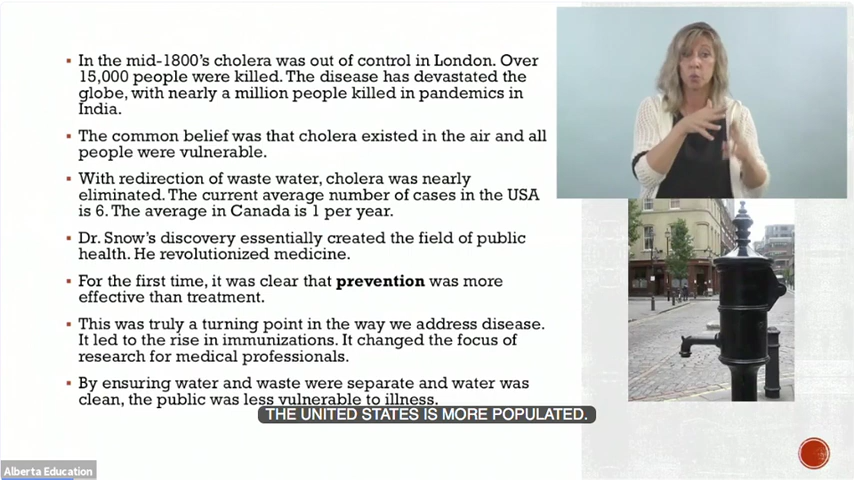 In the mid-1800's cholera was out of control in London. Over
15,000 people were killed. The disease has devastated the
globe, with nearly a million people killed in pandemics in
India.
The common belief was that cholera existed in the air and all
people were vulnerable.
With redirection of waste water, cholera was nearly
eliminated. The current average number of cases in the USA
is 6. The average in Canada is 1 per year.
Dr. Snow's discovery essentially created the field of public
health. He revolutionized medicine.
For the first time, it was clear that prevention was more
effective than treatment.
This was truly a turning point in the way we address disease.
It led to the rise in immunizations. It changed the focus of
research for medical professionals.
By ensuring water and waste were separate and water was
clean, the public was less vulnerable to illness.
THE UNITED STATES IS MORE POPULATED.
Alberta Education